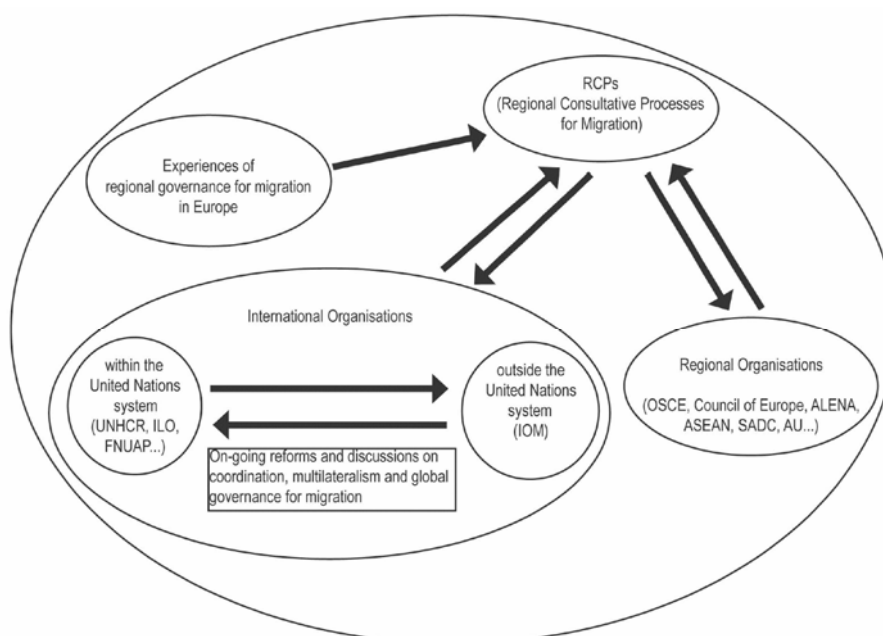 RCPs
(Regional Consultative Processes
for Migration)
Experiences of
regional governance for migration
in Europe
International Organisations
within the
United Nations
system
(UNHCR, ILO,
FNUAP...)
outside the
United Nations
system
(IOM)
On-going reforms and discussions on
coordination, multilateralism and global
governance for migration
Regional Organisations
(OSCE, Council of Europe, ALENA,
ASEAN, SADC, AU...)